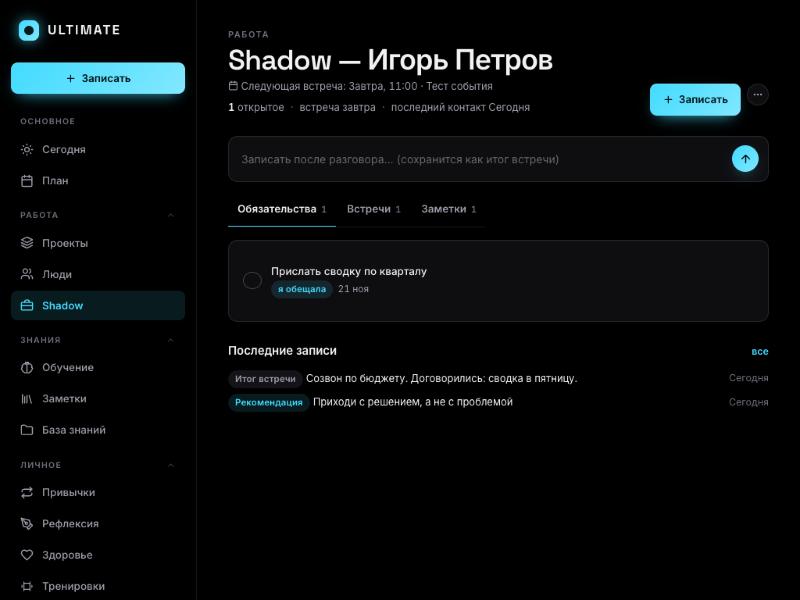 ULTIMATE
+ Записать
ОСНОВНОЕ
Сегодня
План
РАБОТА
Проекты
Люди
Shadow
ЗНАНИЯ
Обучение
Заметки
База знаний
ЛИЧНОЕ
Привычки
Рефлексия
Здоровье
Тренировки
РАБОТА
Shadow — Игорь Петров
Следующая встреча: Завтра, 11:00 · Тест события
1 открытое · встреча завтра · последний контакт Сегодня
+ Записать
Записать после разговора... (сохранится как итог встречи)
Обязательства 1 Встречи 1 Заметки 1
Прислать сводку по кварталу
я обещала 21 ноя
Последние записи все
Итог встречи Созвон по бюджету. Договорились: сводка в пятницу. Сегодня
Рекомендация Приходи с решением, а не с проблемой Сегодня